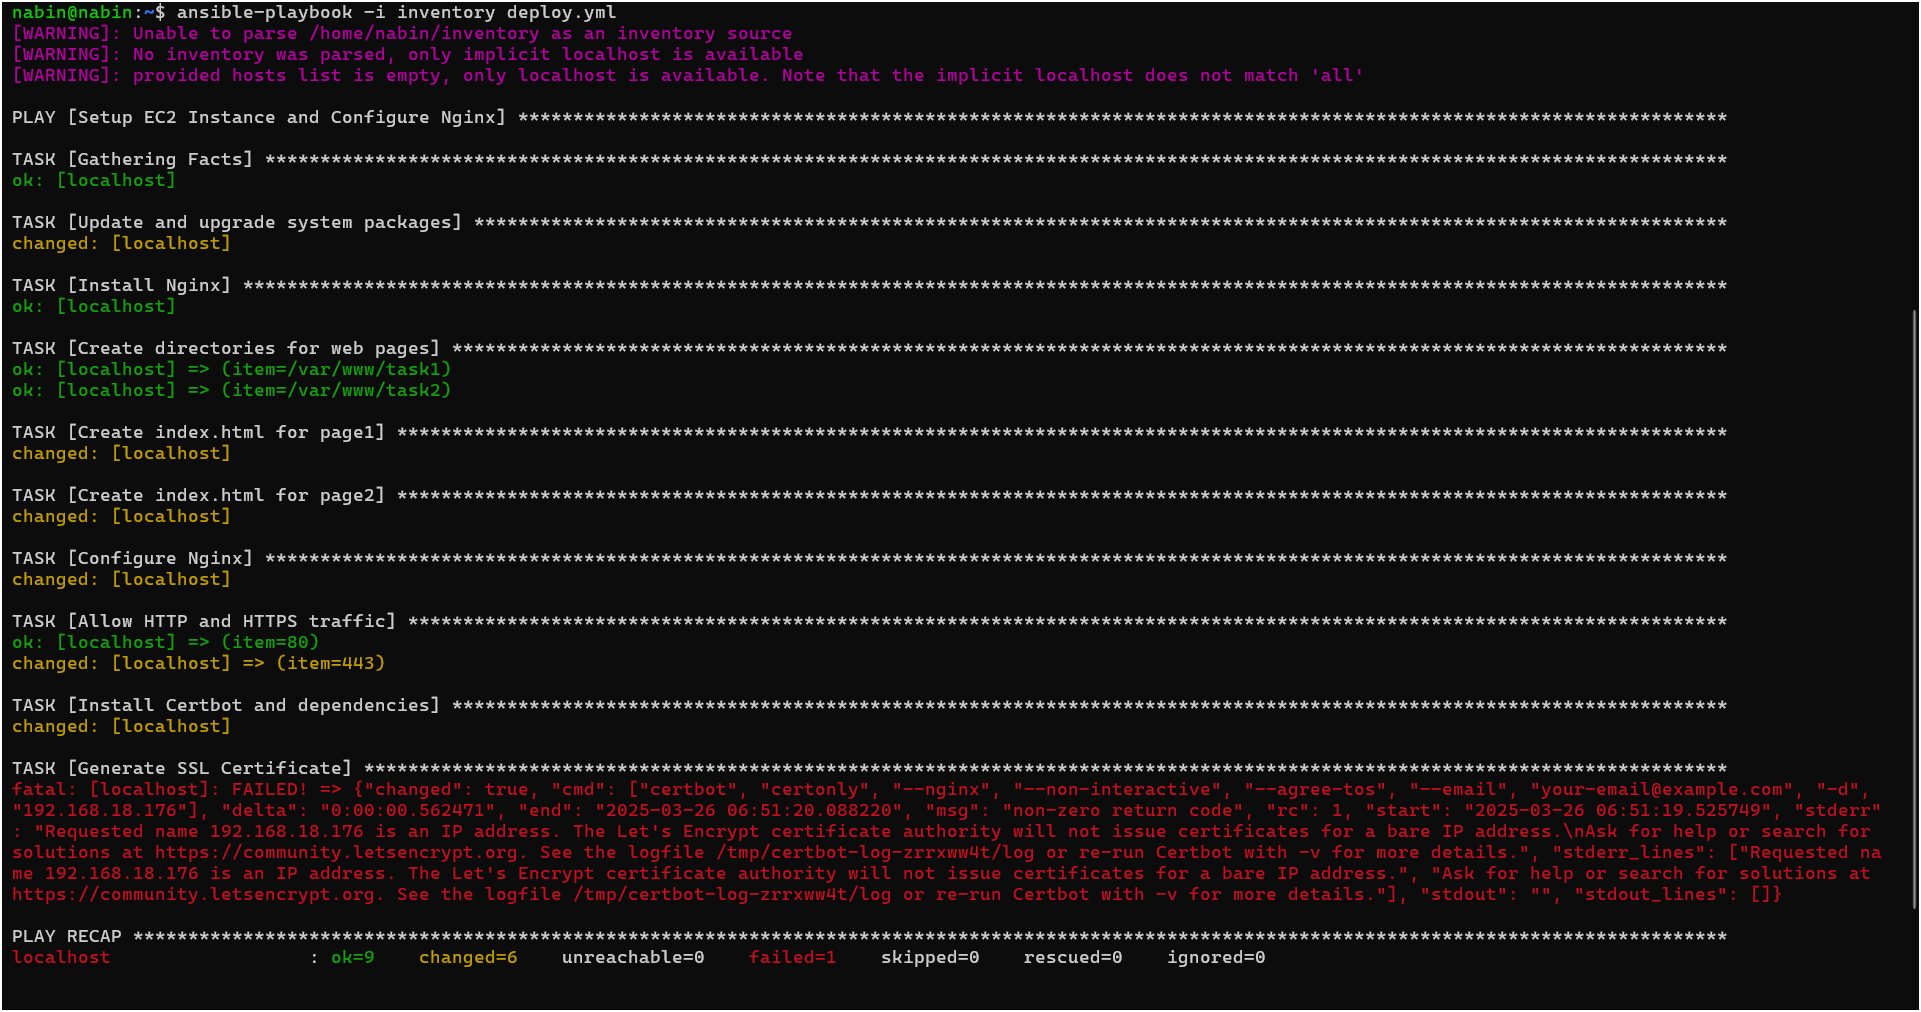 nabin@nabin:~$ ansible-playbook -i inventory deploy.yml
[WARNING]: Unable to parse /home/nabin/inventory as an inventory source
[WARNING]: No inventory was parsed, only implicit localhost is available
[WARNING]: provided hosts list is empty, only localhost is available. Note that the implicit localhost does not match 'all'
PLAY [Setup EC2 Instance and Configure Nginx] **************************************************************************************************************
TASK [Gathering Facts] *************************************************************************************************************************************
ok: [localhost]
TASK [Update and upgrade system packages] ******************************************************************************************************************
changed: [localhost]
TASK [Install Nginx] ***************************************************************************************************************************************
ok: [localhost]
TASK [Create directories for web pages] ********************************************************************************************************************
ok: [localhost] => (item=/var/www/task1)
ok: [localhost] => (item=/var/www/task2)
TASK [Create index.html for page1] *************************************************************************************************************************
changed: [localhost]
TASK [Create index.html for page2] *************************************************************************************************************************
changed: [localhost]
TASK [Configure Nginx] *************************************************************************************************************************************
changed: [localhost]
TASK [Allow HTTP and HTTPS traffic] ************************************************************************************************************************
ok: [localhost] => (item=80)
changed: [localhost] => (item=443)
TASK [Install Certbot and dependencies] ********************************************************************************************************************
changed: [localhost]
TASK [Generate SSL Certificate] ****************************************************************************************************************************
fatal: [localhost]: FAILED! => {"changed": true, "cmd": ["certbot", "certonly", "--nginx", "--non-interactive", "--agree-tos", "--email", "your-email@example.com", "-d",
"192.168.18.176"], "delta": "0:00:00.562471", "end": "2025-03-26 06:51:20.088220", "msg": "non-zero return code", "rc": 1, "start": "2025-03-26 06:51:19.525749", "stderr"
: "Requested name 192.168.18.176 is an IP address. The Let's Encrypt certificate authority will not issue certificates for a bare IP address.\nAsk for help or search for
solutions at https://community.letsencrypt.org. See the logfile /tmp/certbot-log-zrrxww4t/log or re-run Certbot with -v for more details.", "stderr_lines": ["Requested na
me 192.168.18.176 is an IP address. The Let's Encrypt certificate authority will not issue certificates for a bare IP address.", "Ask for help or search for solutions at
https://community.letsencrypt.org. See the logfile /tmp/certbot-log-zrrxww4t/log or re-run Certbot with -v for more details."], "stdout": "", "stdout_lines": []}
PLAY RECAP *************************************************************************************************************************************************
localhost                  : ok=9    changed=6    unreachable=0    failed=1    skipped=0    rescued=0    ignored=0